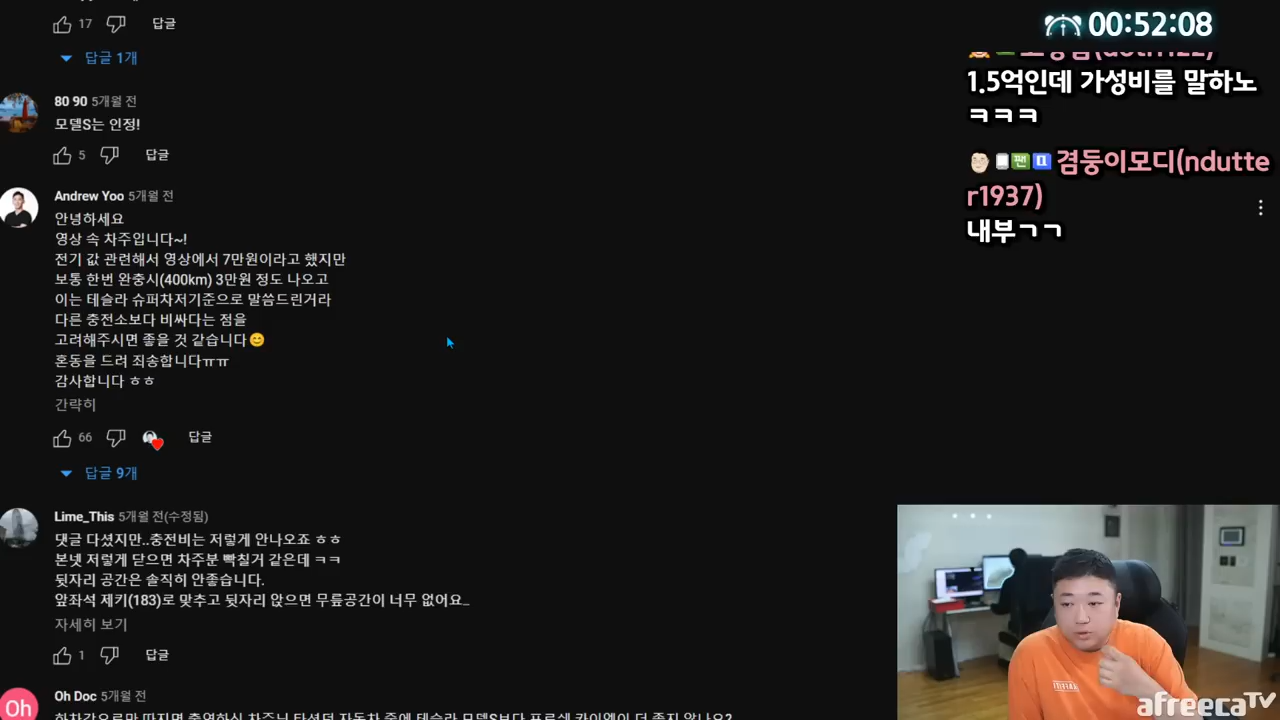 17 답글
답글 1개
80 90 5개월 전
모델S는 인정!
5 답글
Andrew Yoo 5개월 전
안녕하세요
영상 속 차주입니다~!
전기 값 관련해서 영상에서 7만원이라고 했지만
보통 한번 완충시(400km) 3만원 정도 나오고
이는 테슬라 슈퍼차저기준으로 말씀드린거라
다른 충전소보다 비싸다는 점을
고려해주시면 좋을 것 같습니다😊
혼동을 드려 죄송합니다ㅠㅠ
감사합니다 ㅎㅎ
간략히
66 답글
답글 9개
Lime_This 5개월 전(수정됨)
댓글 다셨지만..충전비는 저렇게 안나오죠 ㅎㅎ
본넷 저렇게 닫으면 차주분 빡칠거 같은데 ㅋㅋ
뒷자리 공간은 솔직히 안좋습니다.
앞좌석 제키(183)로 맞추고 뒷자리 앉으면 무릎공간이 너무 없어요..
자세히 보기
1 답글
Oh
Oh Doc 5개월 전
00:52:08
1.5억인데 가성비를 말하노
ㅋㅋㅋ
겸둥이모디(ndutte
r1937)
내부ㄱㄱ
afreecaTV